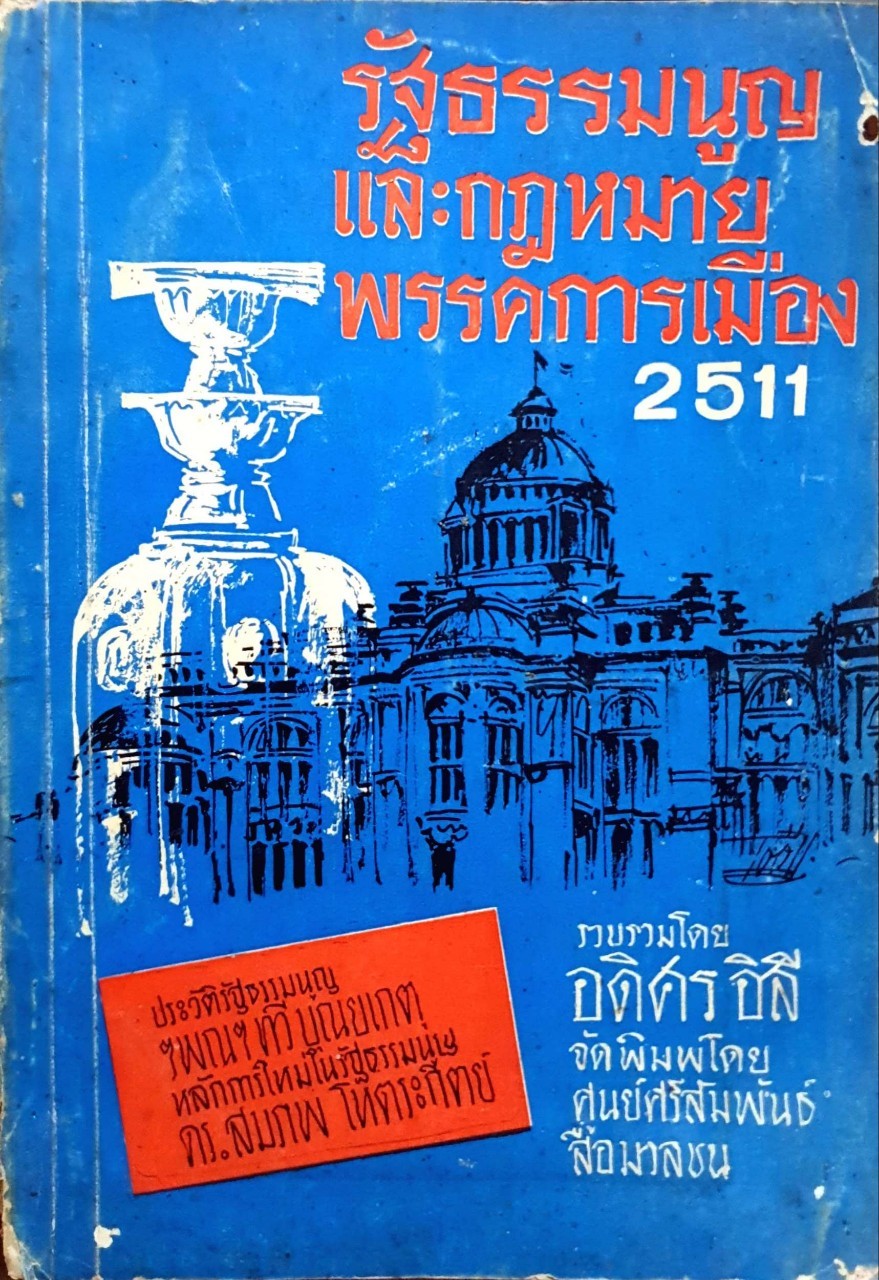 รัฐธรรมนูญ
และกฎหมาย
พรรคการเมือง
2511
รวบรวมโดย
อดิศร อิสี
จัดพิมพ์โดย
ศูนย์ศรีสัมพันธ์
สื่อมวลชน
ประวัติรัฐธรรมนูญ
ฯพณฯ ทวี บุณยเกตุ
หลักการใหม่ในรัฐธรรมนูญ
ดร.สมภพ โหตระกิตย์